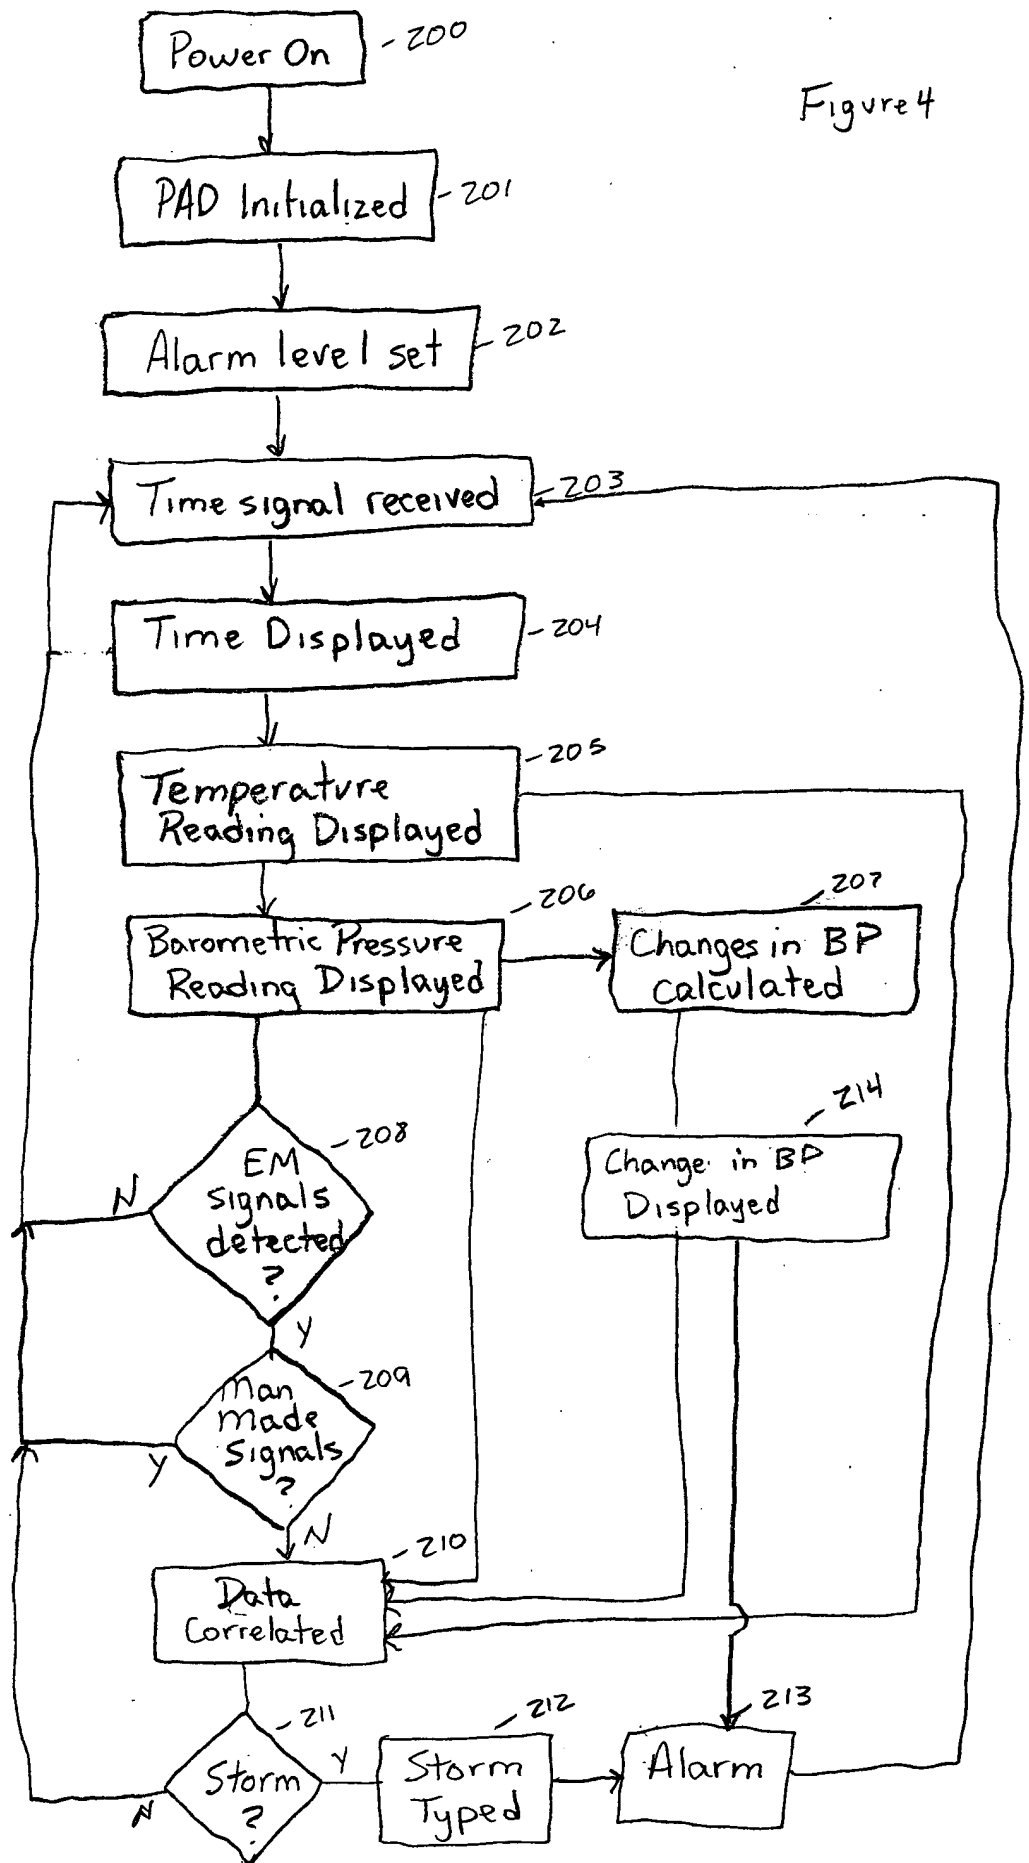 Power On
200
Figure 4
PAD Initialized
201
Alarm level set
202
Time signal received
203
Time Displayed
204
Temperature
Reading Displayed
205
Barometric Pressure
Reading Displayed
206
Changes in BP
calculated
207
Change in BP
Displayed
214
EM
signals
detected
?
208
N
Y
Man
made
signals
?
209
Y
N
Data
Correlated
210
Storm
?
211
N
Y
Storm
Typed
212
Alarm
213